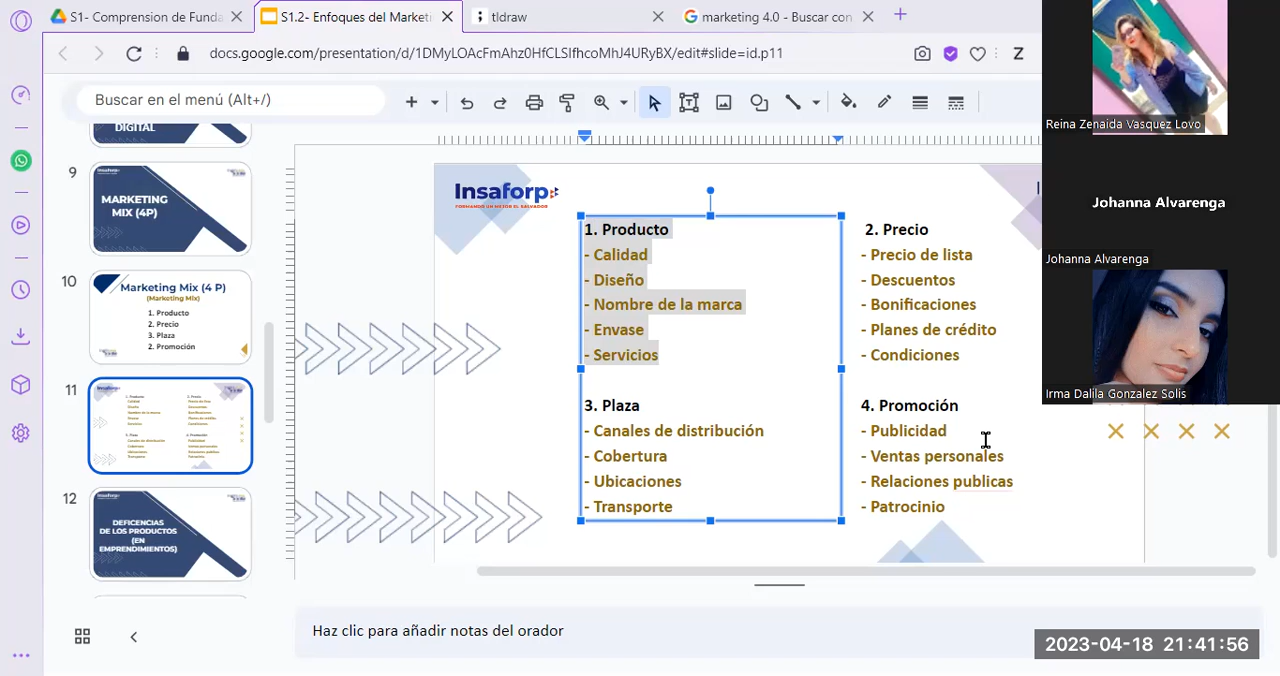 S1- Comprension de Funda
S1.2- Enfoques del Marketi
tldraw
marketing 4.0 - Buscar con
docs.google.com/presentation/d/1DMyLOAcFmAhz0HfCLSlfhcoMhJ4URyBX/edit#slide=id.p11
Buscar en el menú (Alt+/)
DIGITAL
9
MARKETING
MIX (4P)
10
Marketing Mix (4 P)
(Marketing Mix)
1. Producto
2. Precio
3. Plaza
2. Promoción
11
12
DEFICENCIAS
DE LOS PRODUCTOS
(EN
EMPRENDIMIENTOS)
Insaforp
FORMANDO UN MEJOR EL SALVADOR
1. Producto
- Calidad
- Diseño
- Nombre de la marca
- Envase
- Servicios
2. Precio
- Precio de lista
- Descuentos
- Bonificaciones
- Planes de crédito
- Condiciones
3. Plaza
- Canales de distribución
- Cobertura
- Ubicaciones
- Transporte
4. Promoción
- Publicidad
- Ventas personales
- Relaciones publicas
- Patrocinio
Haz clic para añadir notas del orador
Reina Zenaida Vasquez Lovo
Johanna Alvarenga
Johanna Alvarenga
Irma Dalila Gonzalez Solis
2023-04-18 21:41:56